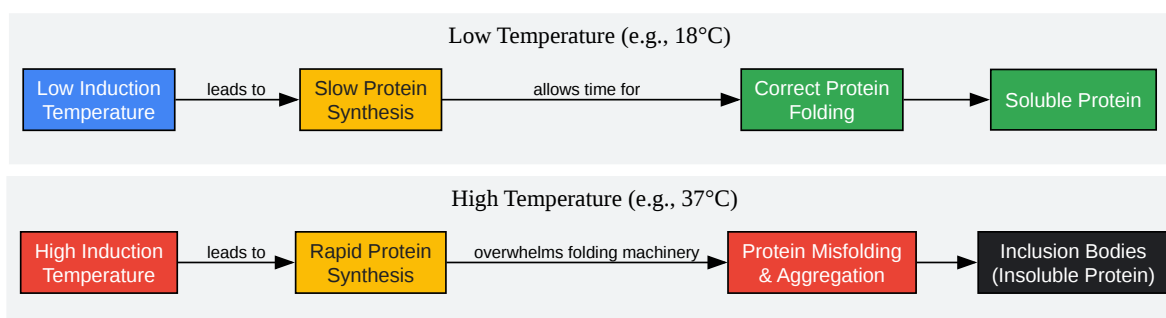 Low Temperature (e.g., 18°C)
Low Induction
Temperature
leads to
Slow Protein
Synthesis
allows time for
Correct Protein
Folding
Soluble Protein
High Temperature (e.g., 37°C)
High Induction
Temperature
leads to
Rapid Protein
Synthesis
overwhelms folding machinery
Protein Misfolding
& Aggregation
Inclusion Bodies
(Insoluble Protein)